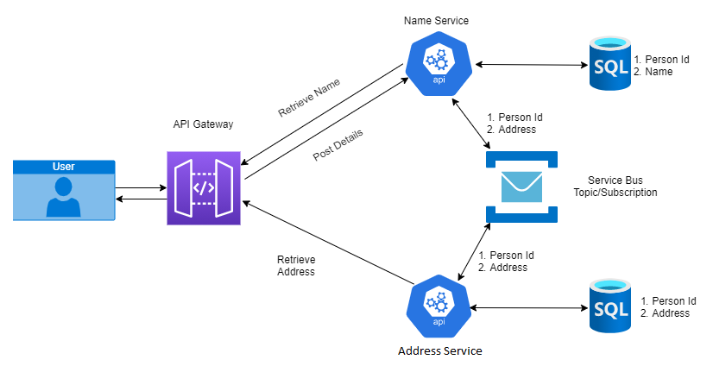 Name Service
1. Person Id
2. Name
SQL
api
Retrieve Name
API Gateway
Post Details
1. Person Id
2. Address
User
</>
Service Bus
Topic/Subscription
Retrieve
Address
1. Person Id
2. Address
api
SQL
1. Person Id
2. Address
Address Service